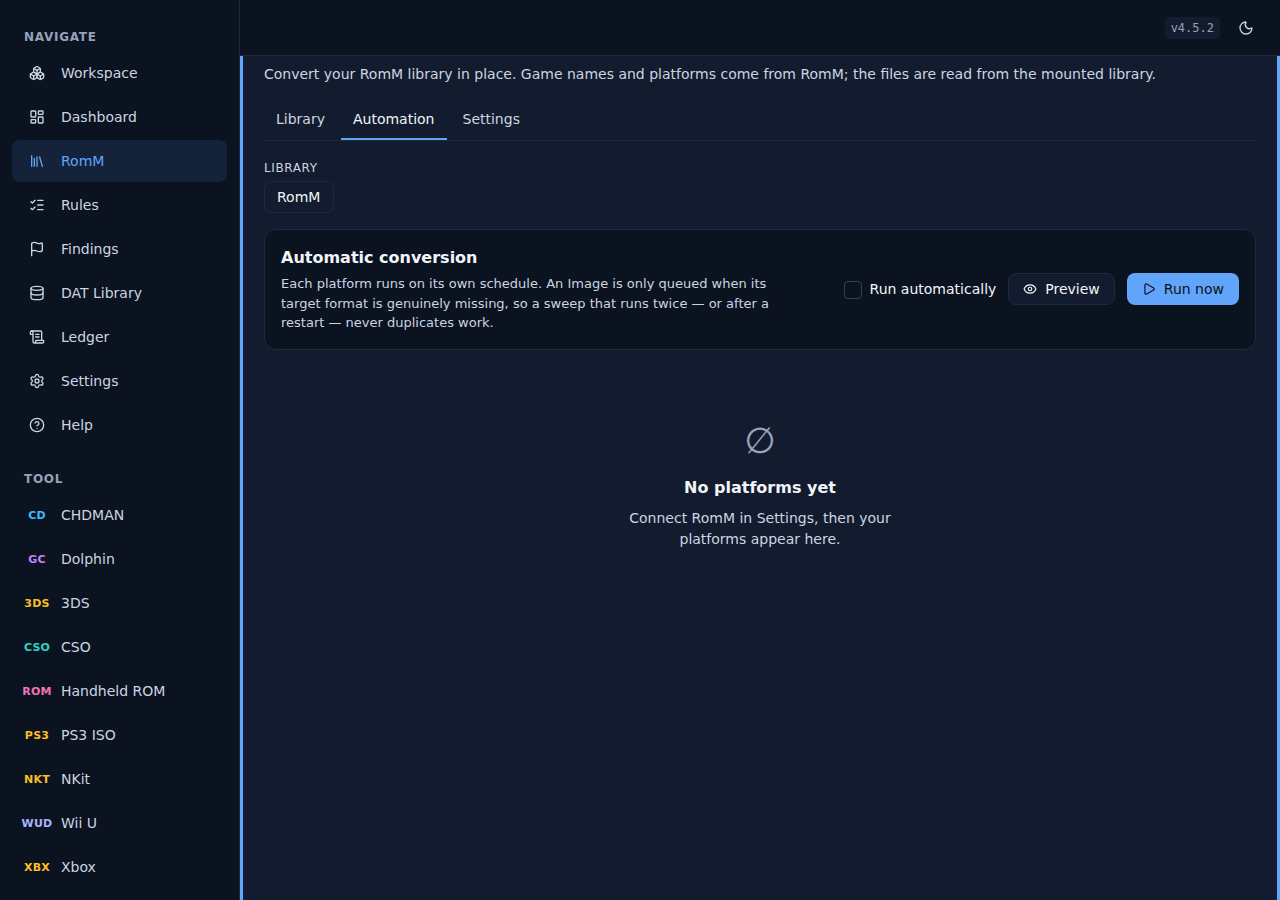 NAVIGATE
Workspace
Dashboard
RomM
Rules
Findings
DAT Library
Ledger
Settings
Help
TOOL
CD CHDMAN
GC Dolphin
3DS 3DS
CSO CSO
ROM Handheld ROM
PS3 PS3 ISO
NKT NKit
WUD Wii U
XBX Xbox
v4.5.2
Convert your RomM library in place. Game names and platforms come from RomM; the files are read from the mounted library.
Library Automation Settings
LIBRARY
RomM
Automatic conversion
Each platform runs on its own schedule. An Image is only queued when its
target format is genuinely missing, so a sweep that runs twice — or after a
restart — never duplicates work.
Run automatically Preview Run now
No platforms yet
Connect RomM in Settings, then your
platforms appear here.